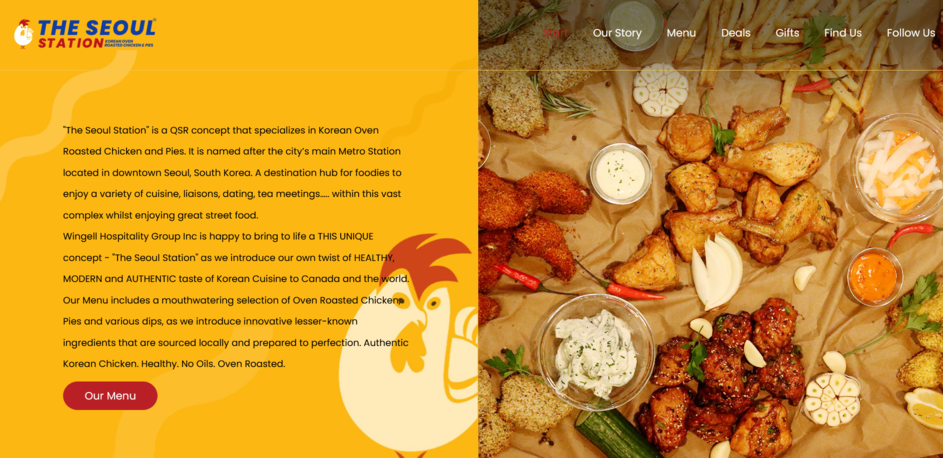 THE SEOUL
STATION KOREAN OVEN
ROASTED CHICKEN & PIES
Start Our Story Menu Deals Gifts Find Us Follow Us
"The Seoul Station" is a QSR concept that specializes in Korean Oven
Roasted Chicken and Pies. It is named after the city's main Metro Station
located in downtown Seoul, South Korea. A destination hub for foodies to
enjoy a variety of cuisine, liaisons, dating, tea meetings..... within this vast
complex whilst enjoying great street food.
Wingell Hospitality Group Inc is happy to bring to life a THIS UNIQUE
concept - "The Seoul Station" as we introduce our own twist of HEALTHY,
MODERN and AUTHENTIC taste of Korean Cuisine to Canada and the world.
Our Menu includes a mouthwatering selection of Oven Roasted Chicken,
Pies and various dips, as we introduce innovative lesser-known
ingredients that are sourced locally and prepared to perfection. Authentic
Korean Chicken. Healthy. No Oils. Oven Roasted.
Our Menu